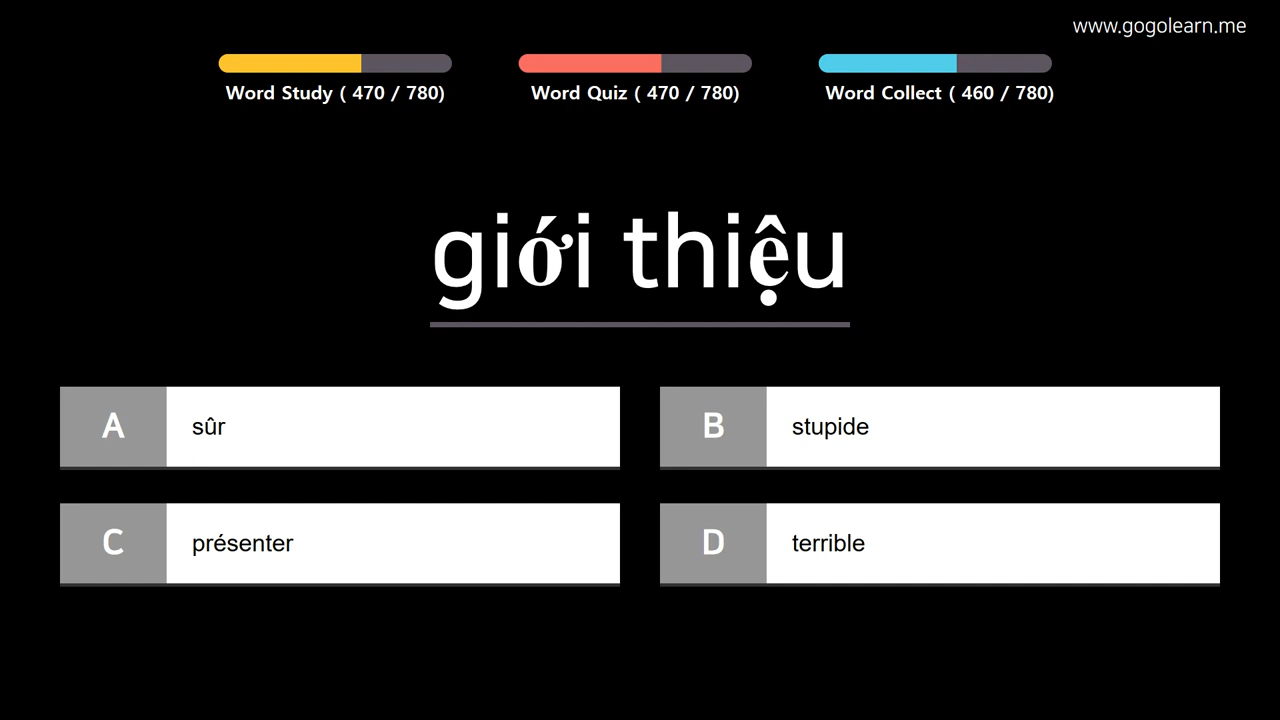 www.gogolearn.me
Word Study ( 470 / 780)
Word Quiz ( 470 / 780)
Word Collect ( 460 / 780)
giới thiệu
A sûr
B stupide
C présenter
D terrible